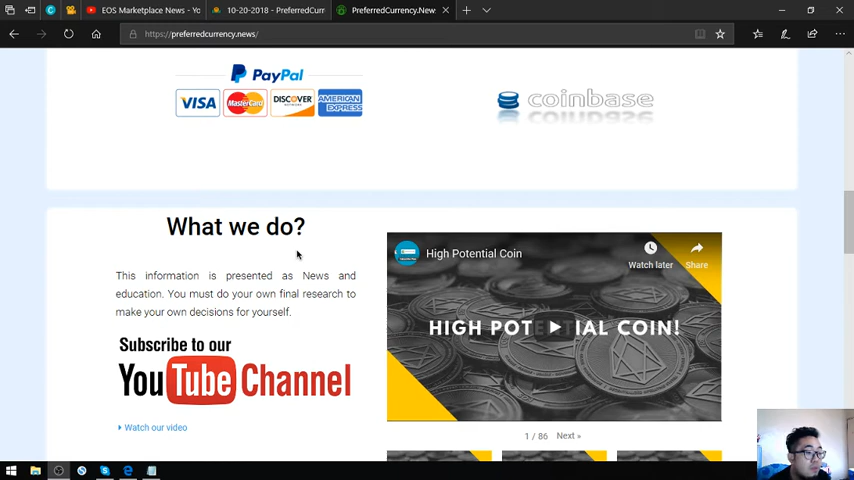 EOS Marketplace News - Yo
10-20-2018 - PreferredCurr
PreferredCurrency.New
https://preferredcurrency.news/
PayPal
VISA
MasterCard
DISCOVER
NETWORK
AMERICAN
EXPRESS
coinbase
What we do?
This information is presented as News and
education. You must do your own final research to
make your own decisions for yourself.
Subscribe to our
YouTube Channel
Watch our video
High Potential Coin
Watch later
Share
HIGH POTENTIAL COIN!
1 / 86 Next »